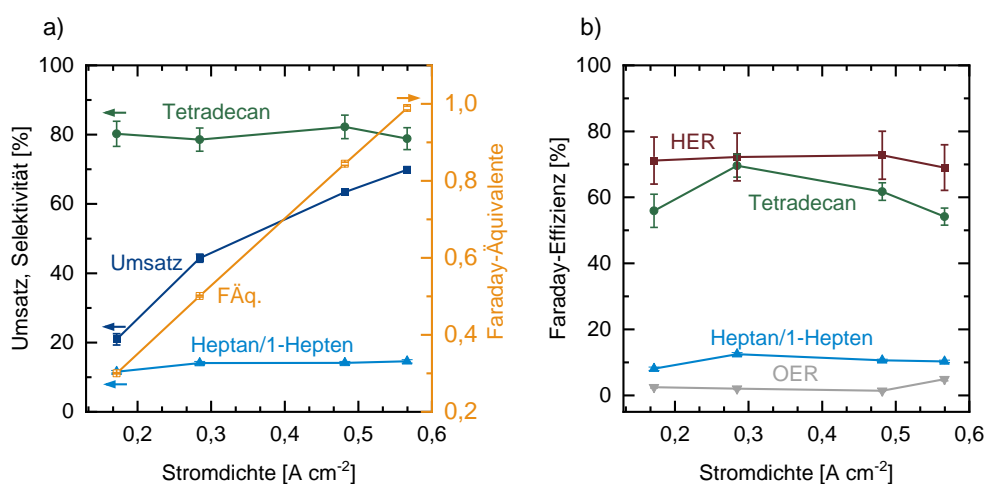 a)
b)
100
80
60
40
20
0
Umsatz, Selektivität [%]
Tetradecan
Umsatz
FÄq.
Heptan/1-Hepten
1,0
0,8
0,6
0,4
0,2
Faraday-Äquivalente
0,2 0,3 0,4 0,5 0,6
Stromdichte [A cm-2]
100
80
60
40
20
0
Faraday-Effizienz [%]
HER
Tetradecan
Heptan/1-Hepten
OER
0,2 0,3 0,4 0,5 0,6
Stromdichte [A cm-2]